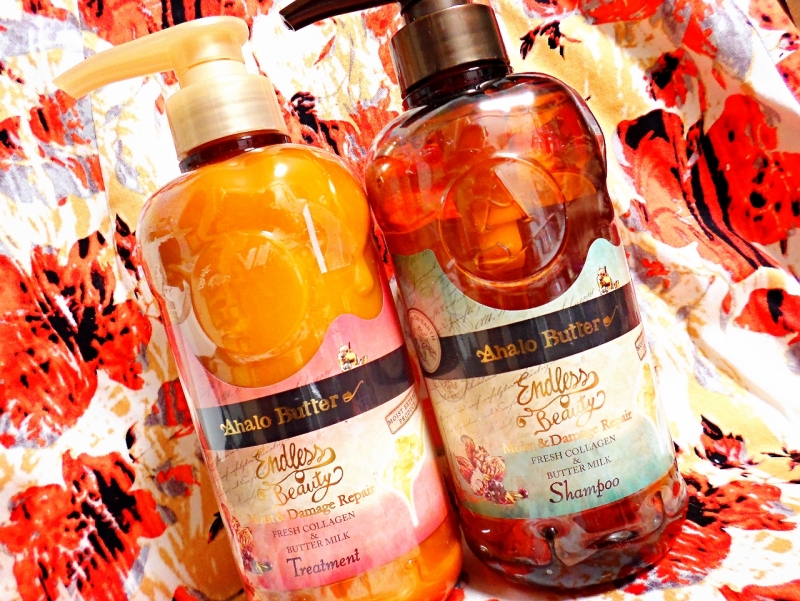 Ahalo Butter
Endless
Beauty
Damage Repair
FRESH COLLAGEN
&
BUTTER MILK
Treatment
Ahalo Butter
Endless
Beauty
Moist & Damage Repair
FRESH COLLAGEN
&
BUTTER MILK
Shampoo